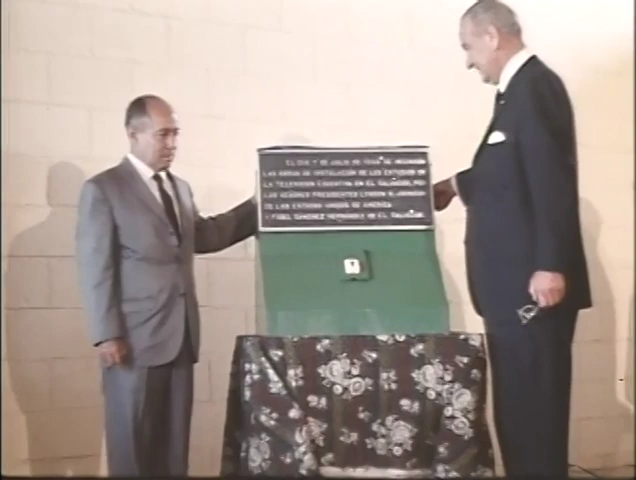 EL DIA 7 DE JULIO DE 1968 SE INICIARON
LAS OBRAS DE INSTALACION DE LOS ESTUDIOS DE
LA TELEVISION EDUCATIVA EN EL SALVADOR, POR
LOS SEÑORES PRESIDENTES LYNDON B. JOHNSON
DE LOS ESTADOS UNIDOS DE AMERICA
Y FIDEL SANCHEZ HERNANDEZ DE EL SALVADOR